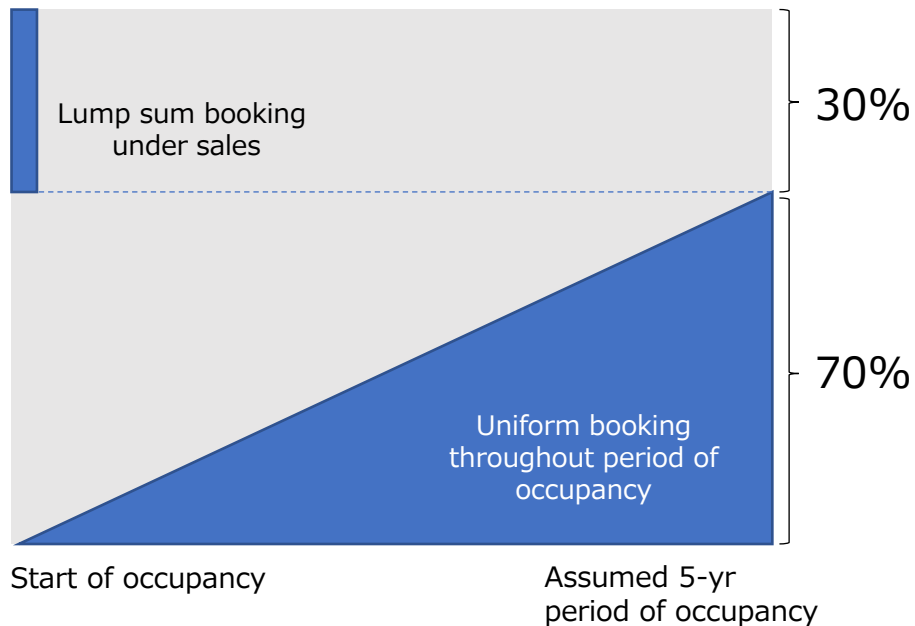 Lump sum booking
under sales
30%
70%
Uniform booking
throughout period of
occupancy
Start of occupancy
Assumed 5-yr
period of occupancy